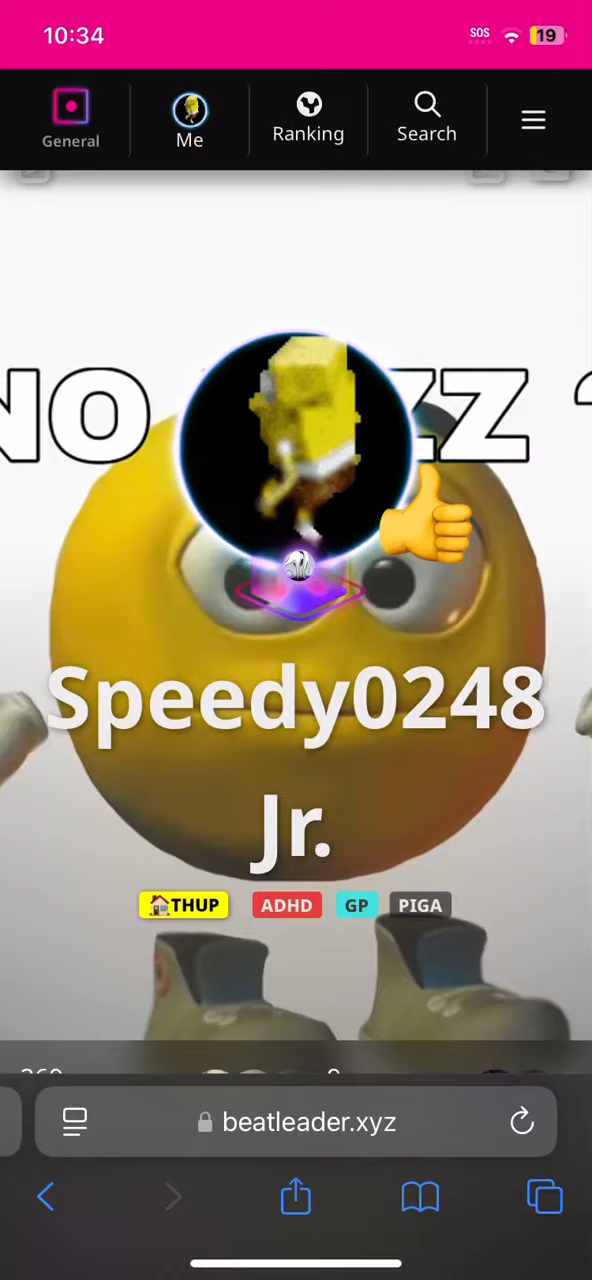 10:34
SOS
19
General
Me
Ranking
Search
NO
ZZ ?
Speedy0248
Jr.
THUP ADHD GP PIGA
beatleader.xyz